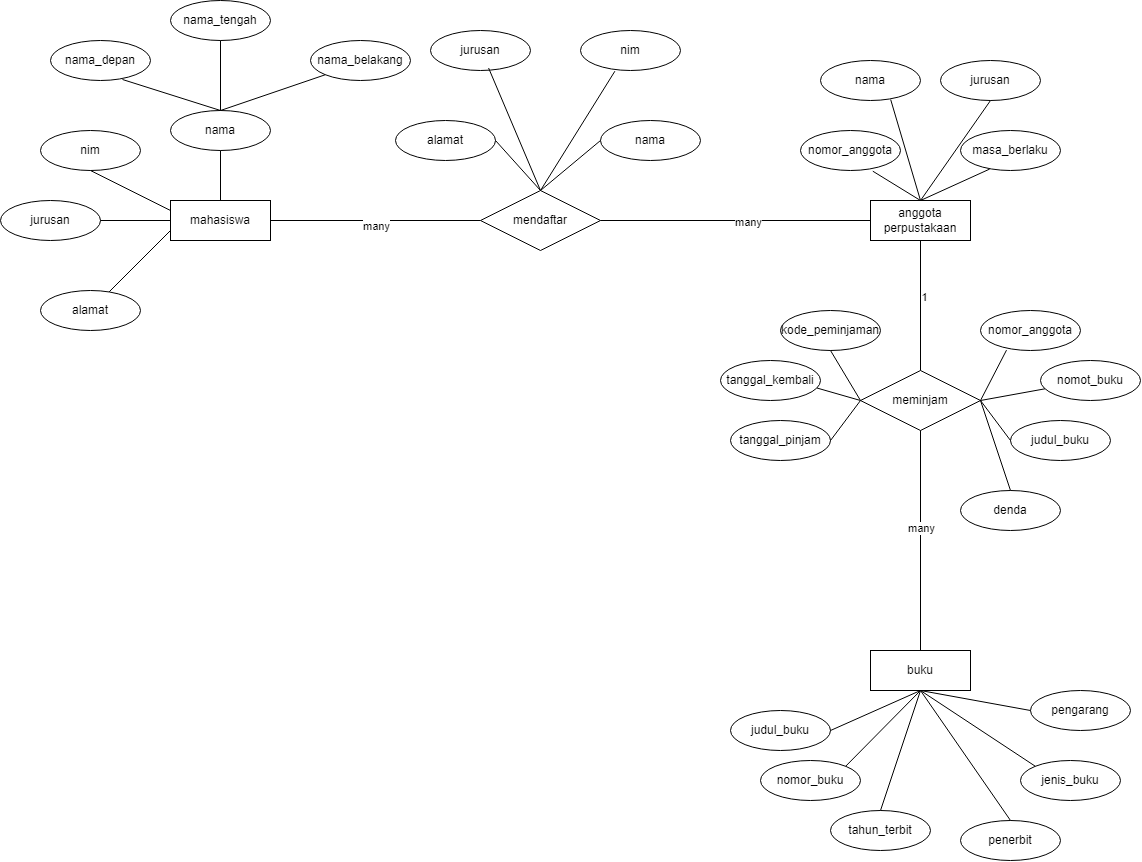 nama_tengah
nama_depan
nama_belakang
nama
nim
jurusan
mahasiswa
alamat
many
jurusan
nim
alamat
nama
mendaftar
many
nama
jurusan
nomor_anggota
masa_berlaku
anggota
perpustakaan
1
kode_peminjaman
nomor_anggota
tanggal_kembali
nomot_buku
meminjam
tanggal_pinjam
judul_buku
denda
many
buku
judul_buku
pengarang
nomor_buku
jenis_buku
tahun_terbit
penerbit